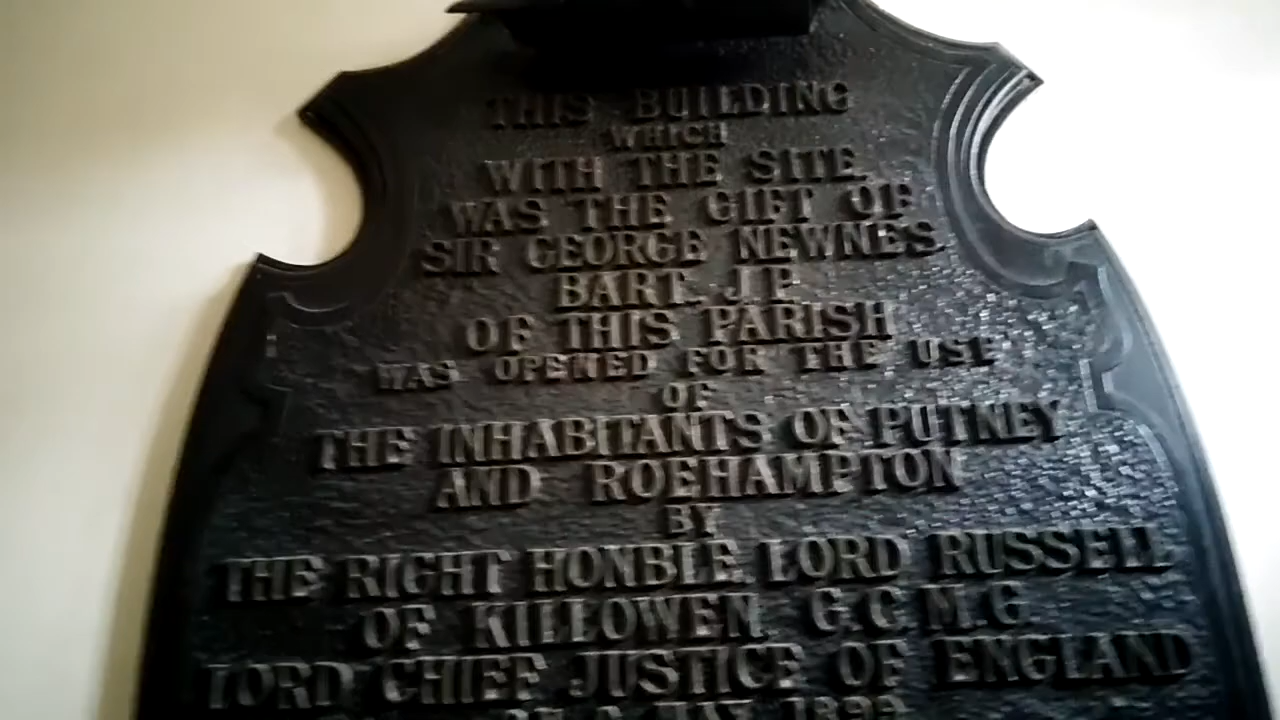 THIS BUILDING
WHICH
WITH THE SITE
WAS THE GIFT OF
SIR GEORGE NEWNES
BART. J.P.
OF THIS PARISH
WAS OPENED FOR THE USE
OF
THE INHABITANTS OF PUTNEY
AND ROEHAMPTON
BY
THE RIGHT HONBLE. LORD RUSSELL
OF KILLOWEN G.C.M.G.
LORD CHIEF JUSTICE OF ENGLAND
MAY 1899